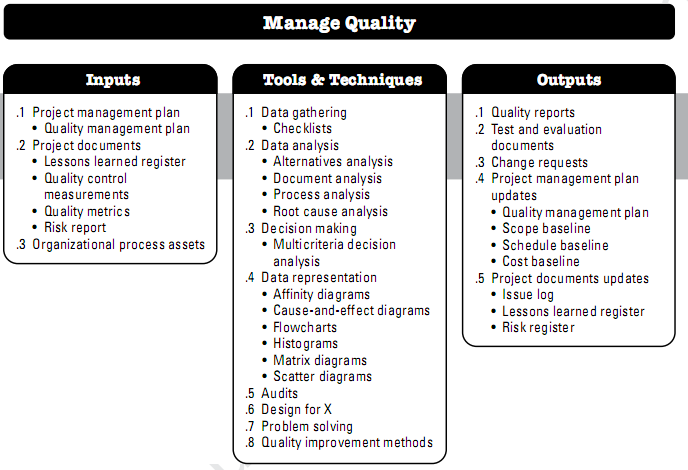 Manage Quality
Inputs
.1 Project management plan
• Quality management plan
.2 Project documents
• Lessons learned register
• Quality control
measurements
• Quality metrics
• Risk report
.3 Organizational process assets
Tools & Techniques
.1 Data gathering
• Checklists
.2 Data analysis
• Alternatives analysis
• Document analysis
• Process analysis
• Root cause analysis
.3 Decision making
• Multicriteria decision
analysis
.4 Data representation
• Affinity diagrams
• Cause-and-effect diagrams
• Flowcharts
• Histograms
• Matrix diagrams
• Scatter diagrams
.5 Audits
.6 Design for X
.7 Problem solving
.8 Quality improvement methods
Outputs
.1 Quality reports
.2 Test and evaluation
documents
.3 Change requests
.4 Project management plan
updates
• Quality management plan
• Scope baseline
• Schedule baseline
• Cost baseline
.5 Project documents updates
• Issue log
• Lessons learned register
• Risk register